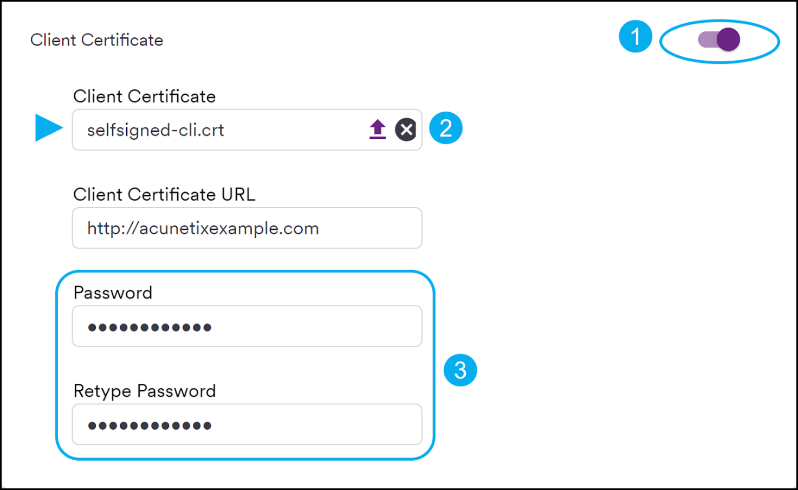 Client Certificate
1
Client Certificate
selfsigned-cli.crt
2
Client Certificate URL
http://acunetixexample.com
Password
●●●●●●●●●●●●
3
Retype Password
●●●●●●●●●●●●